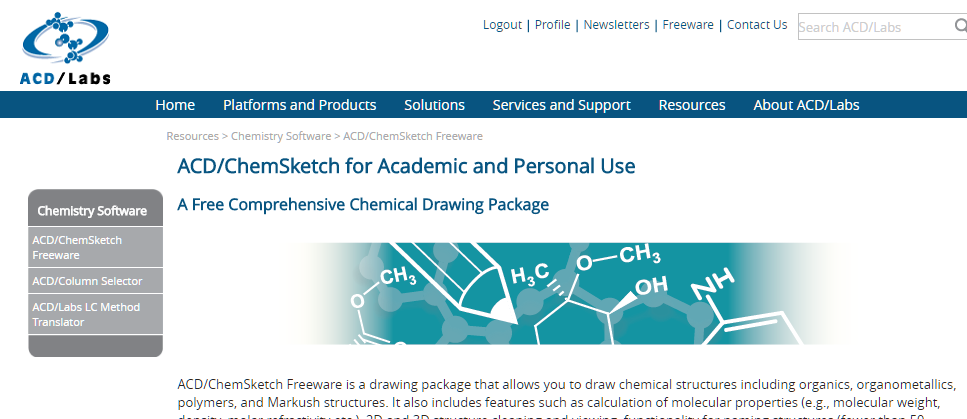 Logout | Profile | Newsletters | Freeware | Contact Us
Search ACD/Labs
ACD/Labs
Home Platforms and Products Solutions Services and Support Resources About ACD/Labs
Resources > Chemistry Software > ACD/ChemSketch Freeware
ACD/ChemSketch for Academic and Personal Use
A Free Comprehensive Chemical Drawing Package
Chemistry Software
ACD/ChemSketch
Freeware
ACD/Column Selector
ACD/Labs LC Method
Translator
O CH3
H3C O CH3
OH
NH
O
ACD/ChemSketch Freeware is a drawing package that allows you to draw chemical structures including organics, organometallics,
polymers, and Markush structures. It also includes features such as calculation of molecular properties (e.g., molecular weight,
density, molar refractivity etc.), 2D and 3D structure cleaning and viewing, functionality for naming structures (fewer than 50